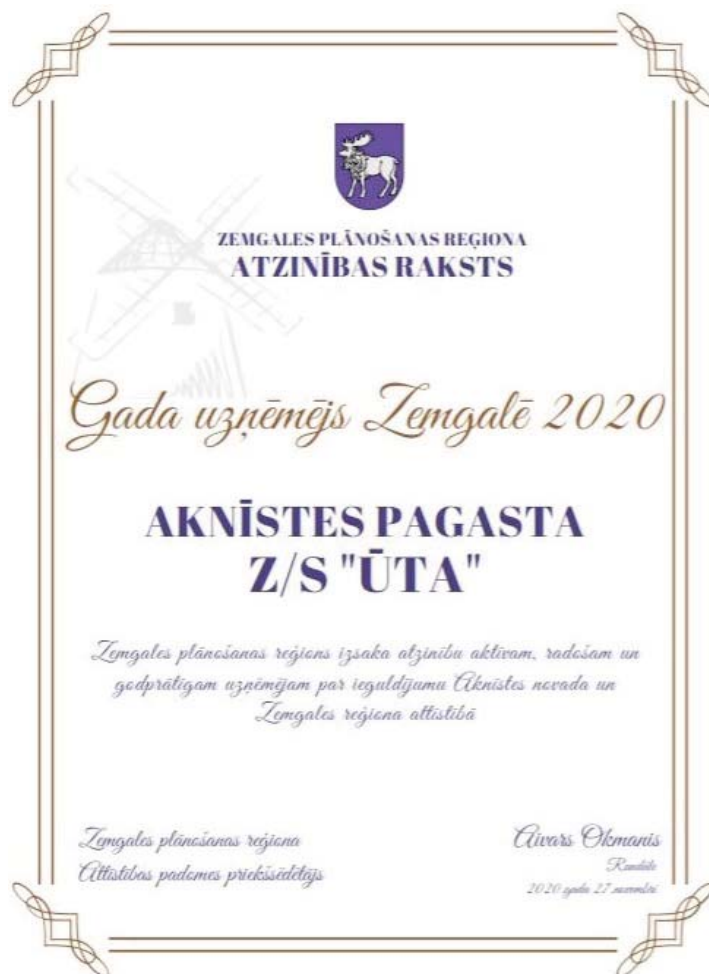 ZEMGALES PLĀNOŠANAS REĢIONA
ATZINĪBAS RAKSTS
Gada uzņēmējs Zemgalē 2020
AKNĪSTES PAGASTA
Z/S "ŪTA"
Zemgales plānošanas reģions izsaka atzinību aktīvam, radošam un
godprātīgam uzņēmējam par ieguldījumu Aknīstes novada un
Zemgales reģiona attīstībā
Zemgales plānošanas reģiona
Attīstības padomes priekšsēdētājs
Aivars Okmanis
Rundāle
2020 gada 27 novembrī